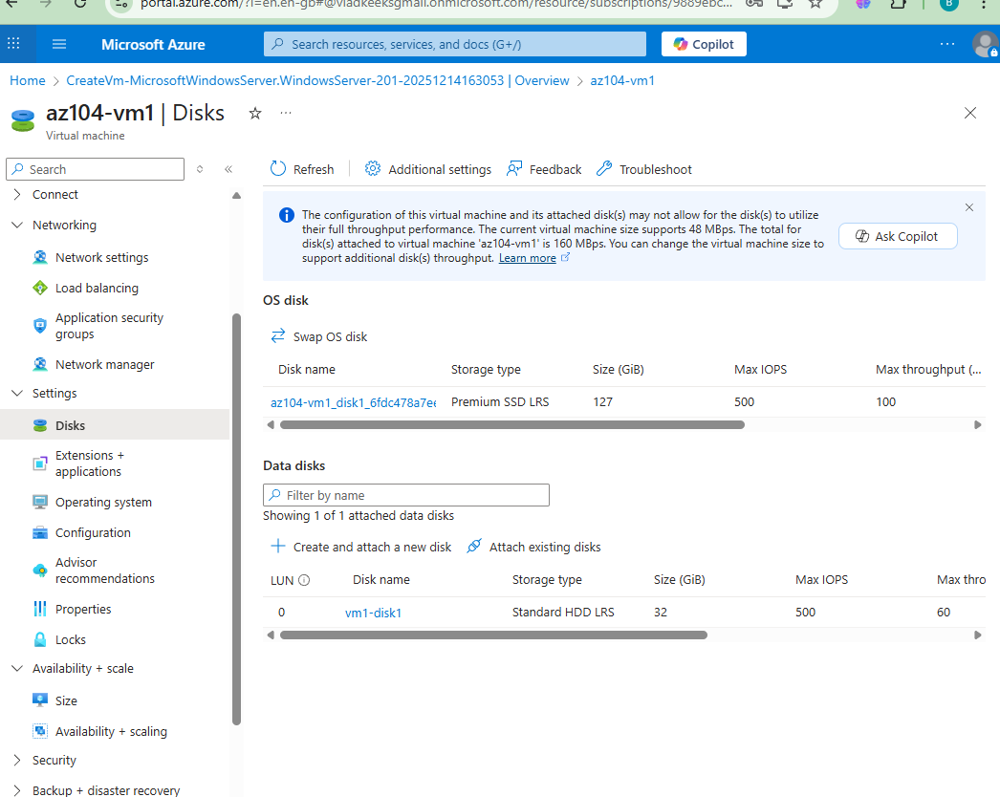 portal.azure.com/?l=en.en-gb#@vladkeeksgmail.onmicrosoft.com/resource/subscriptions/9889ebc...
B
Microsoft Azure
Search resources, services, and docs (G+/)
Copilot
...
Home > CreateVm-MicrosoftWindowsServer.WindowsServer-201-20251214163053 | Overview > az104-vm1
az104-vm1 | Disks
...
Virtual machine
Search
Connect
Networking
Network settings
Load balancing
Application security
groups
Network manager
Settings
Disks
Extensions +
applications
Operating system
Configuration
Advisor
recommendations
Properties
Locks
Availability + scale
Size
Availability + scaling
Security
Backup + disaster recovery
Refresh
Additional settings
Feedback
Troubleshoot
The configuration of this virtual machine and its attached disk(s) may not allow for the disk(s) to utilize
their full throughput performance. The current virtual machine size supports 48 MBps. The total for
disk(s) attached to virtual machine 'az104-vm1' is 160 MBps. You can change the virtual machine size to
support additional disk(s) throughput. Learn more
Ask Copilot
OS disk
Swap OS disk
Disk name Storage type Size (GiB) Max IOPS Max throughput (...
az104-vm1_disk1_6fdc478a7ee Premium SSD LRS 127 500 100
Data disks
Filter by name
Showing 1 of 1 attached data disks
Create and attach a new disk
Attach existing disks
LUN Disk name Storage type Size (GiB) Max IOPS Max thro
0 vm1-disk1 Standard HDD LRS 32 500 60